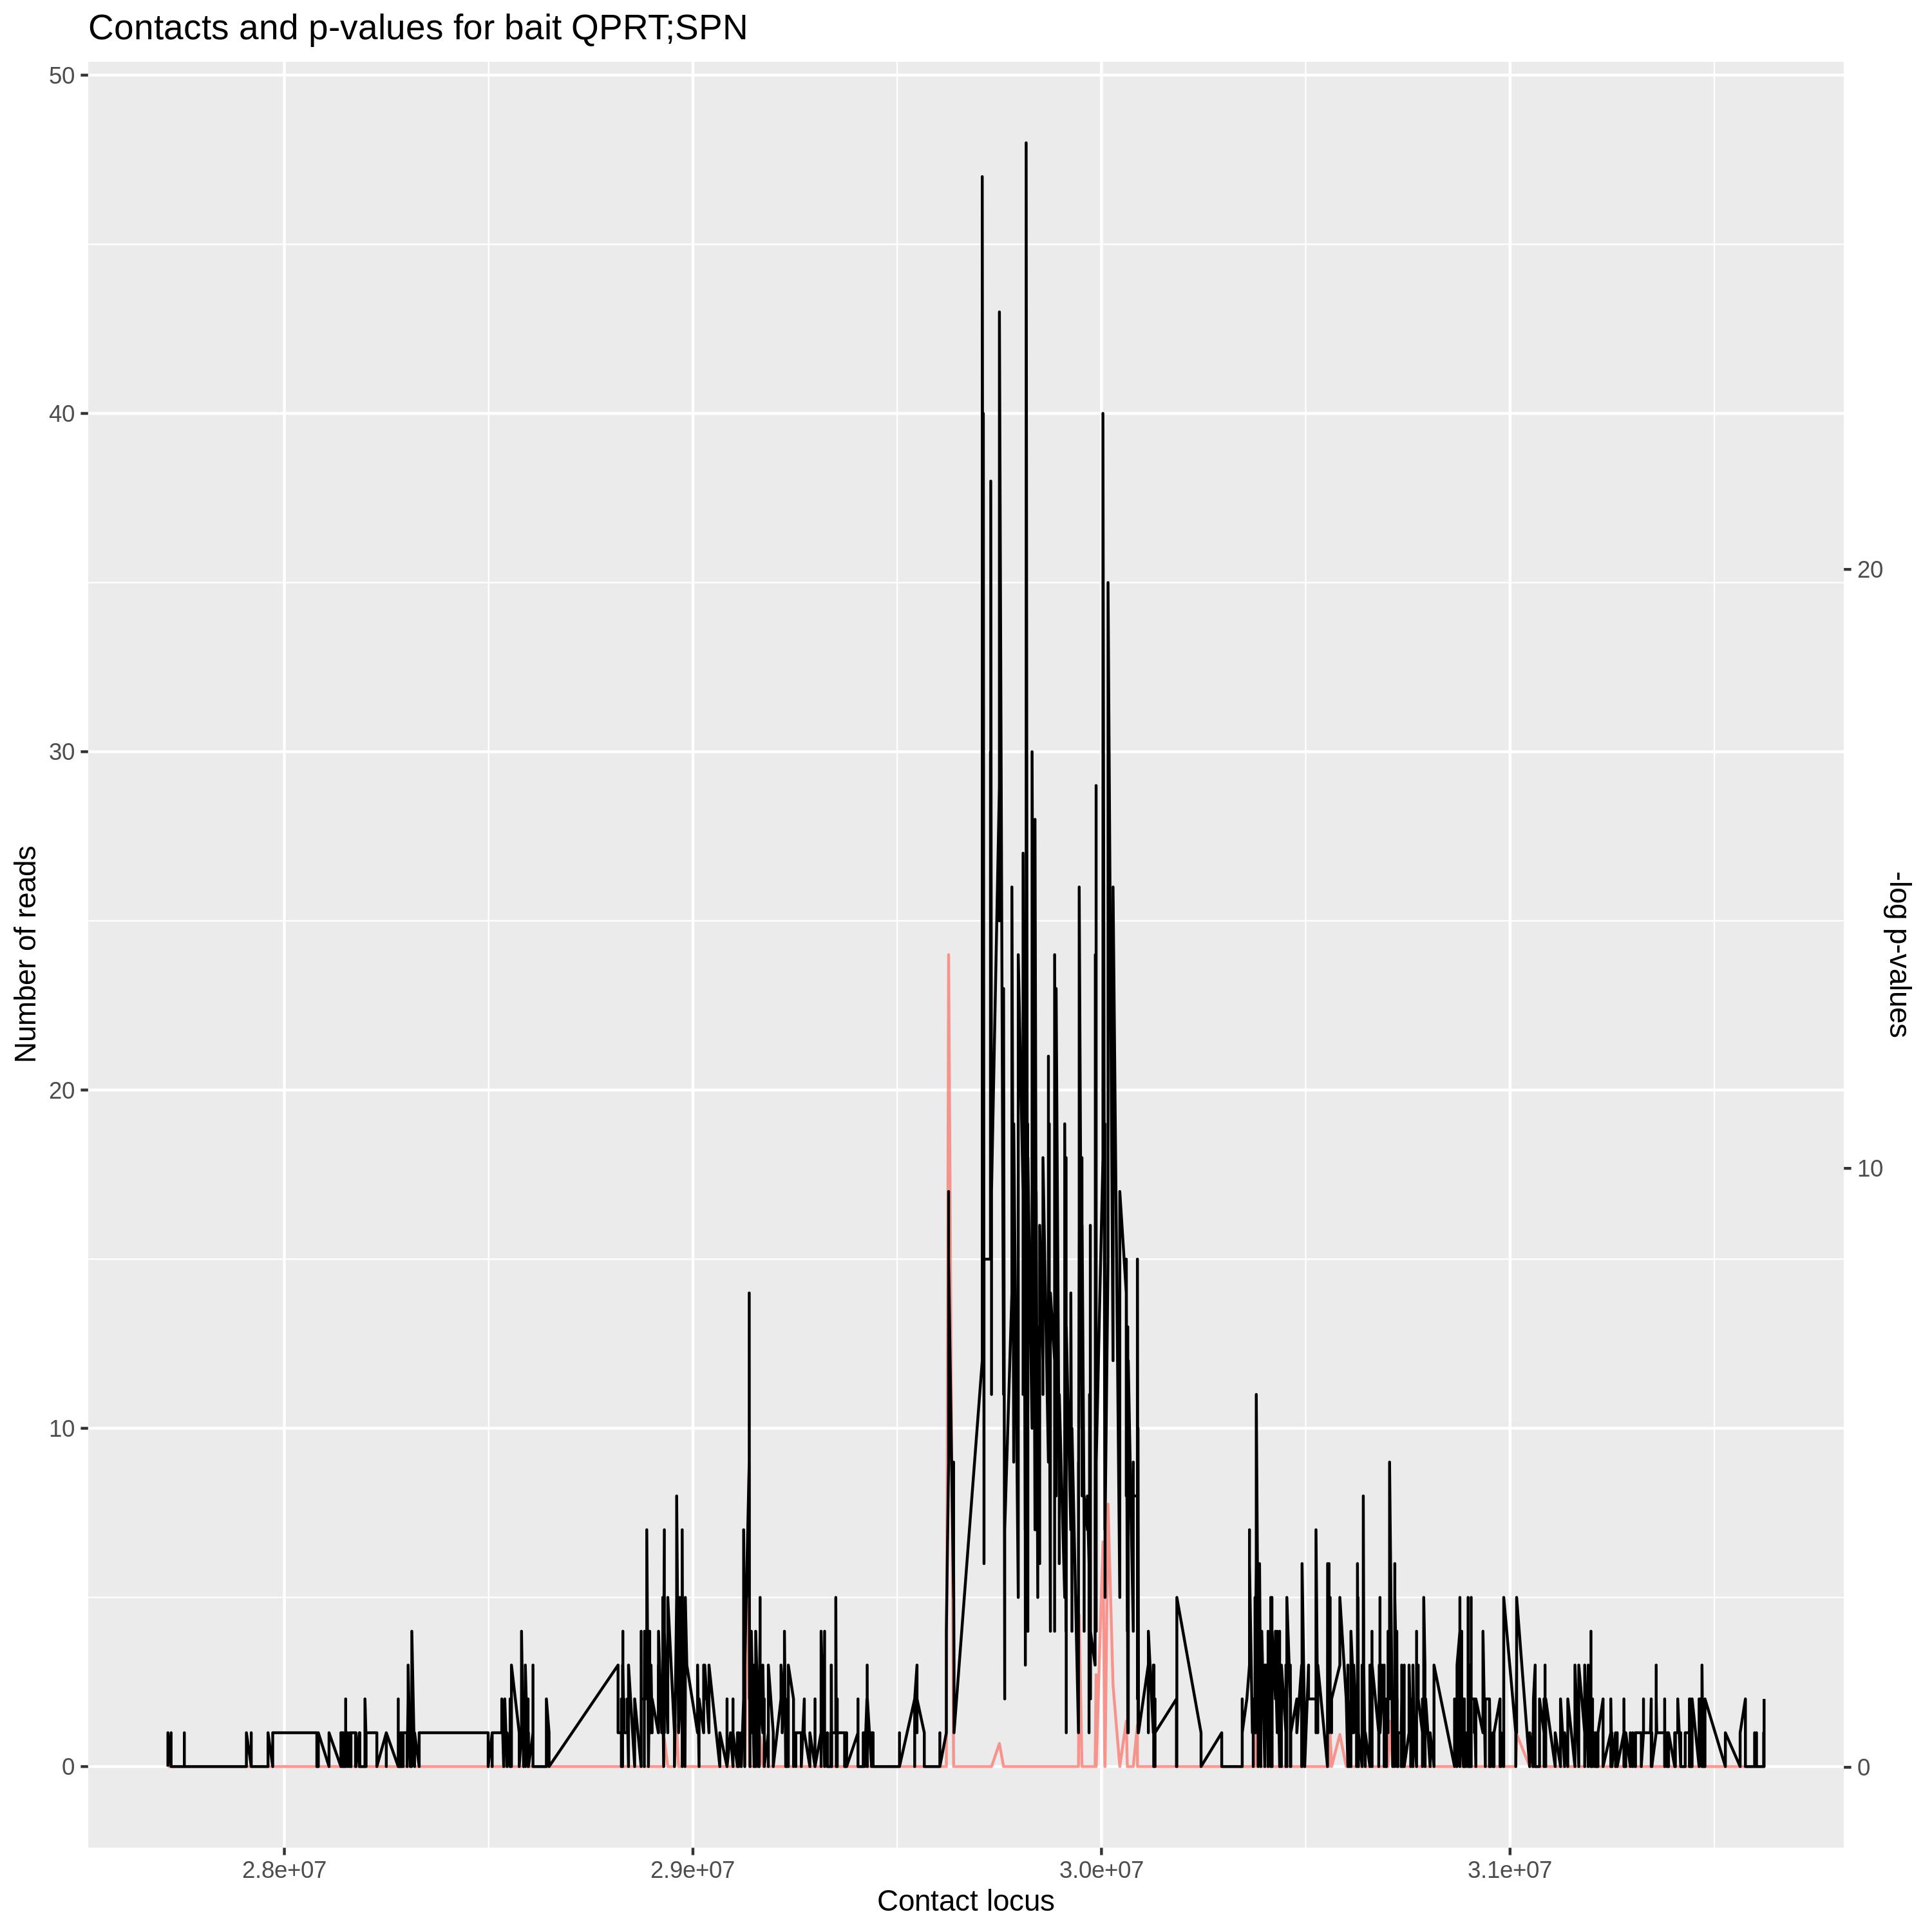 Contacts and p-values for bait QPRT;SPN
50
40
30
20
10
0
Number of reads
20
10
0
-log p-values
2.8e+07 2.9e+07 3.0e+07 3.1e+07
Contact locus